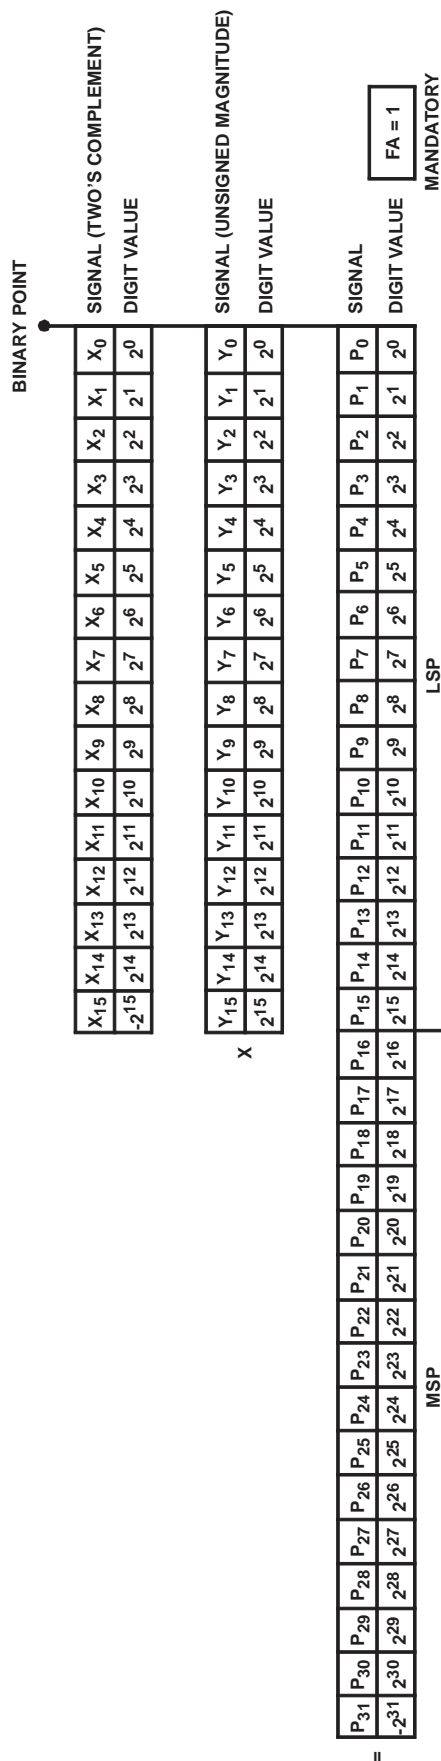 BINARY POINT
X15 X14 X13 X12 X11 X10 X9 X8 X7 X6 X5 X4 X3 X2 X1 X0 SIGNAL (TWO'S COMPLEMENT)
-2^15 2^14 2^13 2^12 2^11 2^10 2^9 2^8 2^7 2^6 2^5 2^4 2^3 2^2 2^1 2^0 DIGIT VALUE
Y15 Y14 Y13 Y12 Y11 Y10 Y9 Y8 Y7 Y6 Y5 Y4 Y3 Y2 Y1 Y0 SIGNAL (UNSIGNED MAGNITUDE)
X 2^15 2^14 2^13 2^12 2^11 2^10 2^9 2^8 2^7 2^6 2^5 2^4 2^3 2^2 2^1 2^0 DIGIT VALUE
P31 P30 P29 P28 P27 P26 P25 P24 P23 P22 P21 P20 P19 P18 P17 P16 P15 P14 P13 P12 P11 P10 P9 P8 P7 P6 P5 P4 P3 P2 P1 P0 SIGNAL
= -2^31 2^30 2^29 2^28 2^27 2^26 2^25 2^24 2^23 2^22 2^21 2^20 2^19 2^18 2^17 2^16 2^15 2^14 2^13 2^12 2^11 2^10 2^9 2^8 2^7 2^6 2^5 2^4 2^3 2^2 2^1 2^0 DIGIT VALUE
FA = 1
MSP LSP MANDATORY